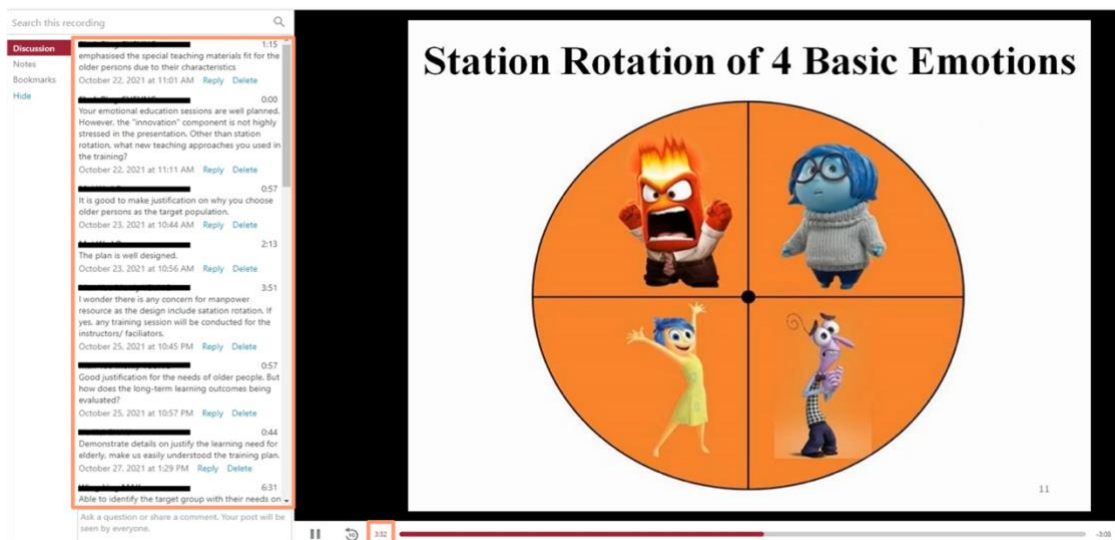 Search this recording
Discussion
Notes
Bookmarks
Hide
1:15
emphasised the special teaching materials fit for the
older persons due to their characteristics
October 22, 2021 at 11:01 AM Reply Delete
0:00
Your emotional education sessions are well planned.
However, the "innovation" component is not highly
stressed in the presentation. Other than station
rotation, what new teaching approaches you used in
the training?
October 22, 2021 at 11:11 AM Reply Delete
0:57
It is good to make justification on why you choose
older persons as the target population.
October 23, 2021 at 10:44 AM Reply Delete
2:13
The plan is well designed.
October 23, 2021 at 10:56 AM Reply Delete
3:51
I wonder there is any concern for manpower
resource as the design include satation rotation. If
yes, any training session will be conducted for the
instructors/ faciliators.
October 25, 2021 at 10:45 PM Reply Delete
0:57
Good justification for the needs of older people. But
how does the long-term learning outcomes being
evaluated?
October 25, 2021 at 10:57 PM Reply Delete
0:44
Demonstrate details on justify the learning need for
elderly, make us easily understood the training plan.
October 27, 2021 at 1:29 PM Reply Delete
6:31
Able to identify the target group with their needs on
Ask a question or share a comment. Your post will be
seen by everyone.
Station Rotation of 4 Basic Emotions
11
3:32